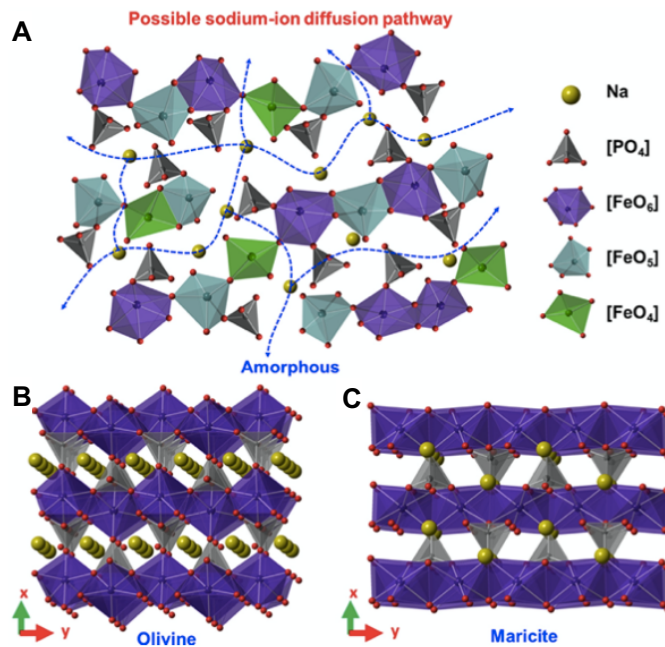 Possible sodium-ion diffusion pathway
A
Na
[PO₄]
[FeO₆]
[FeO₅]
[FeO₄]
Amorphous
B
C
x
y
Olivine
x
y
Maricite